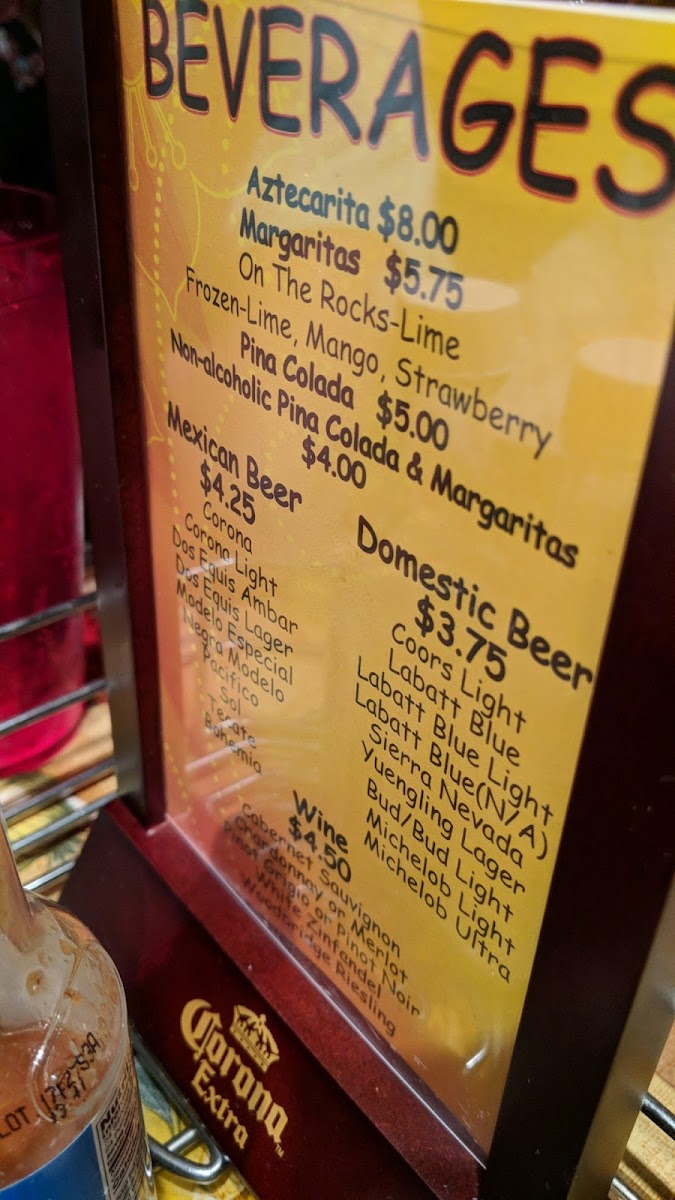 BEVERAGES
Aztecarita $8.00
Margaritas $5.75
On The Rocks-Lime
Frozen-Lime, Mango, Strawberry
Pina Colada $5.00
Non-alcoholic Pina Colada & Margaritas
$4.00
Mexican Beer
$4.25
Corona
Corona Light
Dos Equis Ambar
Dos Equis Lager
Modelo Especial
Negra Modelo
Pacifico
Sol
Tecate
Bohemia
Domestic Beer
$3.75
Coors Light
Labatt Blue
Labatt Blue Light
Labatt Blue(N/A)
Sierra Nevada
Yuengling Lager
Bud/Bud Light
Michelob Light
Michelob Ultra
Wine
$4.50
Cabernet Sauvignon
Chardonnay or Merlot
Pinot Grigio or Pinot Noir
White Zinfandel
Woodbridge Riesling
Corona
Extra
LOT